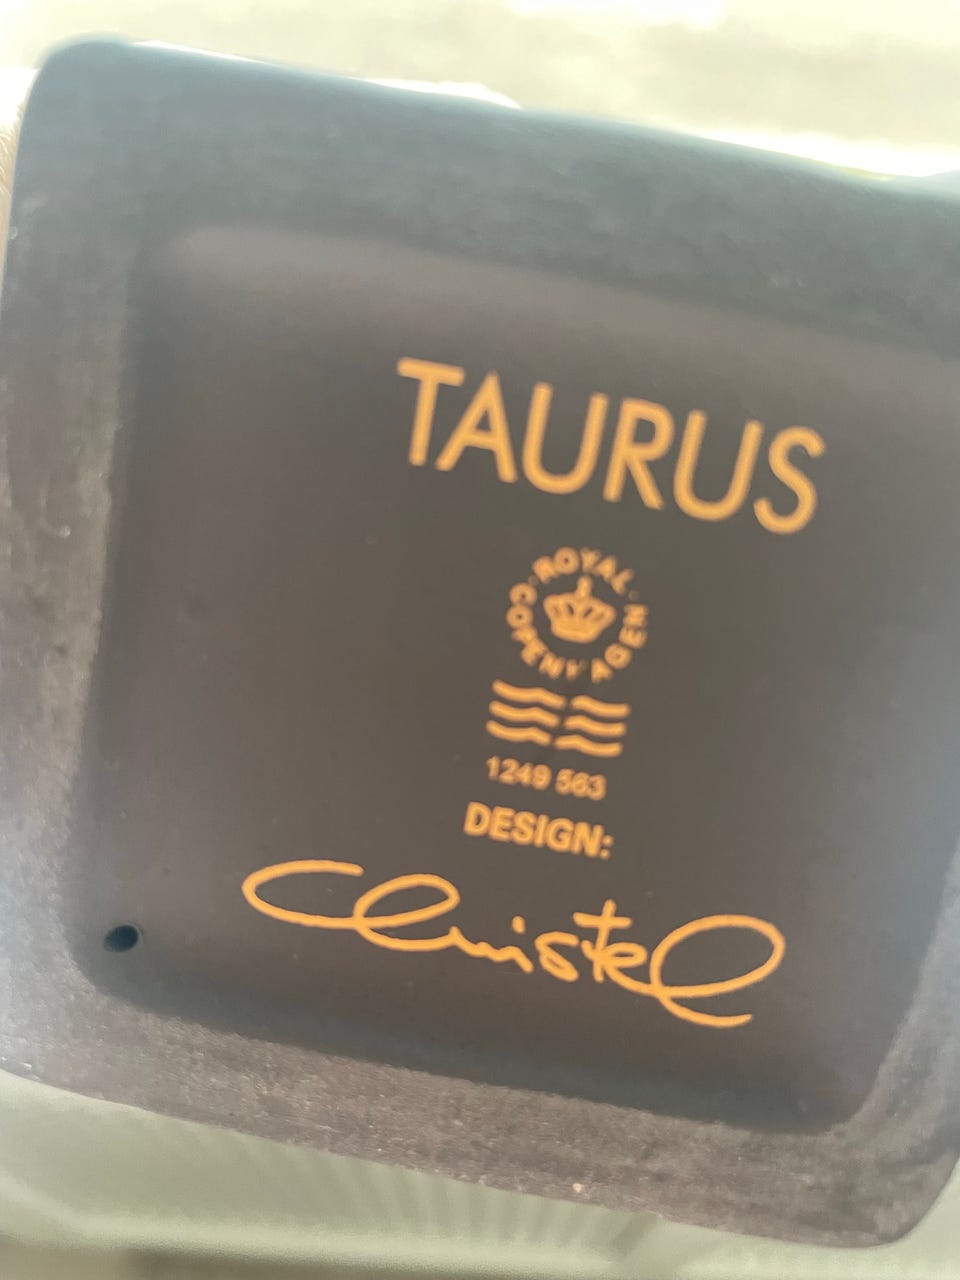 TAURUS
ROYAL COPENHAGEN
1249 563
DESIGN:
Christel